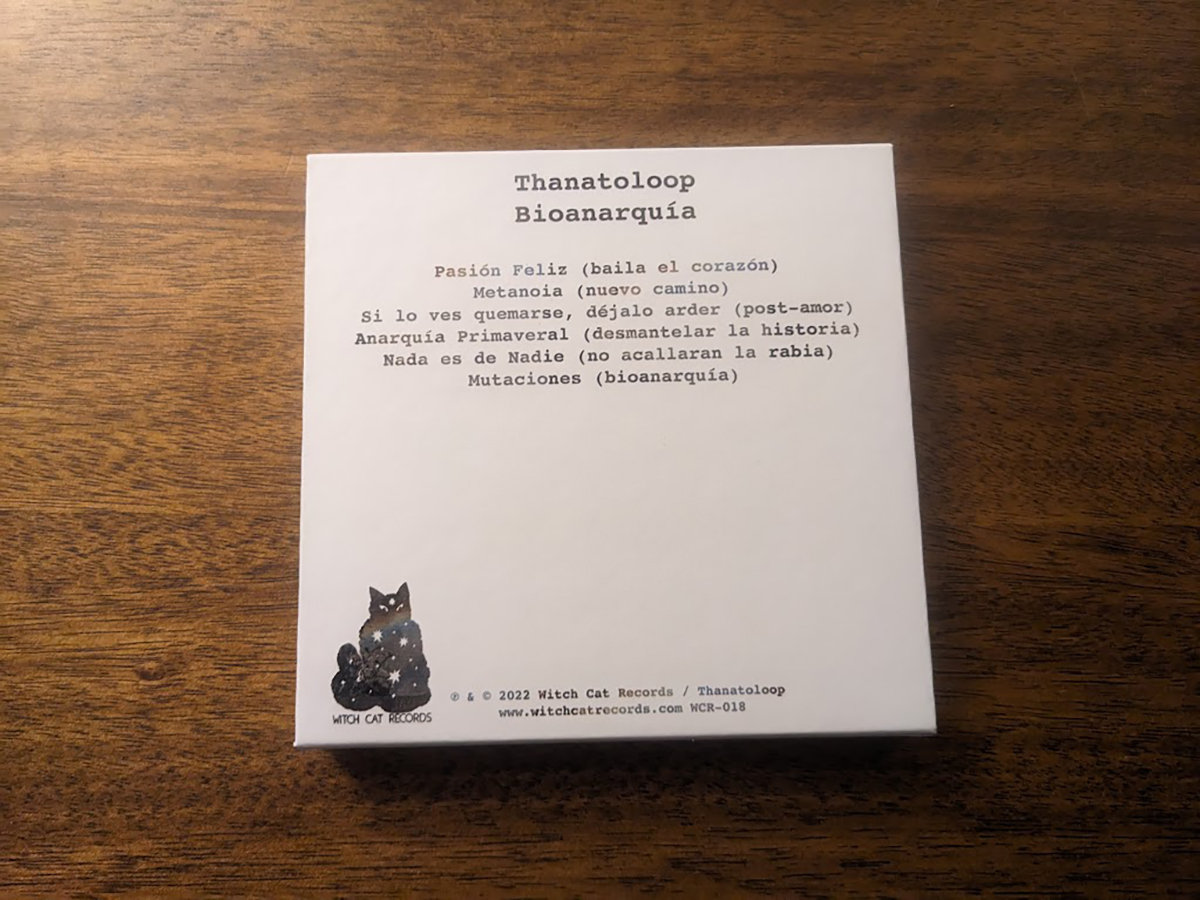 Thanatoloop
Bioanarquía
Pasión Feliz (baila el corazón)
Metanoia (nuevo camino)
Si lo ves quemarse, déjalo arder (post-amor)
Anarquía Primaveral (desmantelar la historia)
Nada es de Nadie (no acallaran la rabia)
Mutaciones (bioanarquía)
WITCH CAT RECORDS
℗ & © 2022 Witch Cat Records / Thanatoloop
www.witchcatrecords.com WCR-018